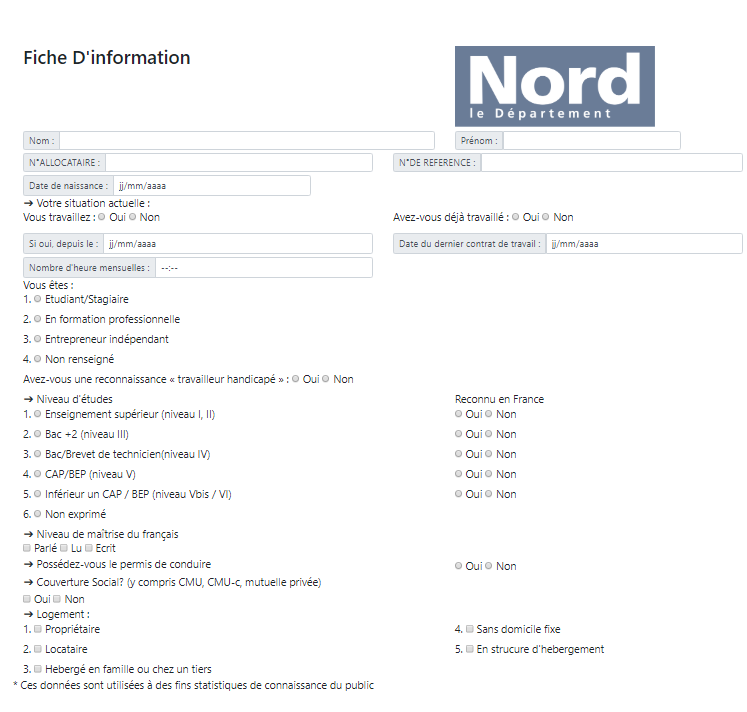 Fiche D'information
Nord
le Département
Nom :
Prénom :
N°ALLOCATAIRE :
N°DE REFERENCE :
Date de naissance : jj/mm/aaaa
➔ Votre situation actuelle :
Vous travaillez : Oui Non
Avez-vous déjà travaillé : Oui Non
Si oui, depuis le : jj/mm/aaaa
Date du dernier contrat de travail : jj/mm/aaaa
Nombre d'heure mensuelles : --:--
Vous êtes :
1. Etudiant/Stagiaire
2. En formation professionnelle
3. Entrepreneur indépendant
4. Non renseigné
Avez-vous une reconnaissance « travailleur handicapé » : Oui Non
➔ Niveau d'études
Reconnu en France
1. Enseignement supérieur (niveau I, II)
Oui Non
2. Bac +2 (niveau III)
Oui Non
3. Bac/Brevet de technicien(niveau IV)
Oui Non
4. CAP/BEP (niveau V)
Oui Non
5. Inférieur un CAP / BEP (niveau Vbis / VI)
Oui Non
6. Non exprimé
➔ Niveau de maîtrise du français
Parlé Lu Ecrit
➔ Possédez-vous le permis de conduire
Oui Non
➔ Couverture Social? (y compris CMU, CMU-c, mutuelle privée)
Oui Non
➔ Logement :
1. Propriétaire
4. Sans domicile fixe
2. Locataire
5. En strucure d'hebergement
3. Hebergé en famille ou chez un tiers
* Ces données sont utilisées à des fins statistiques de connaissance du public